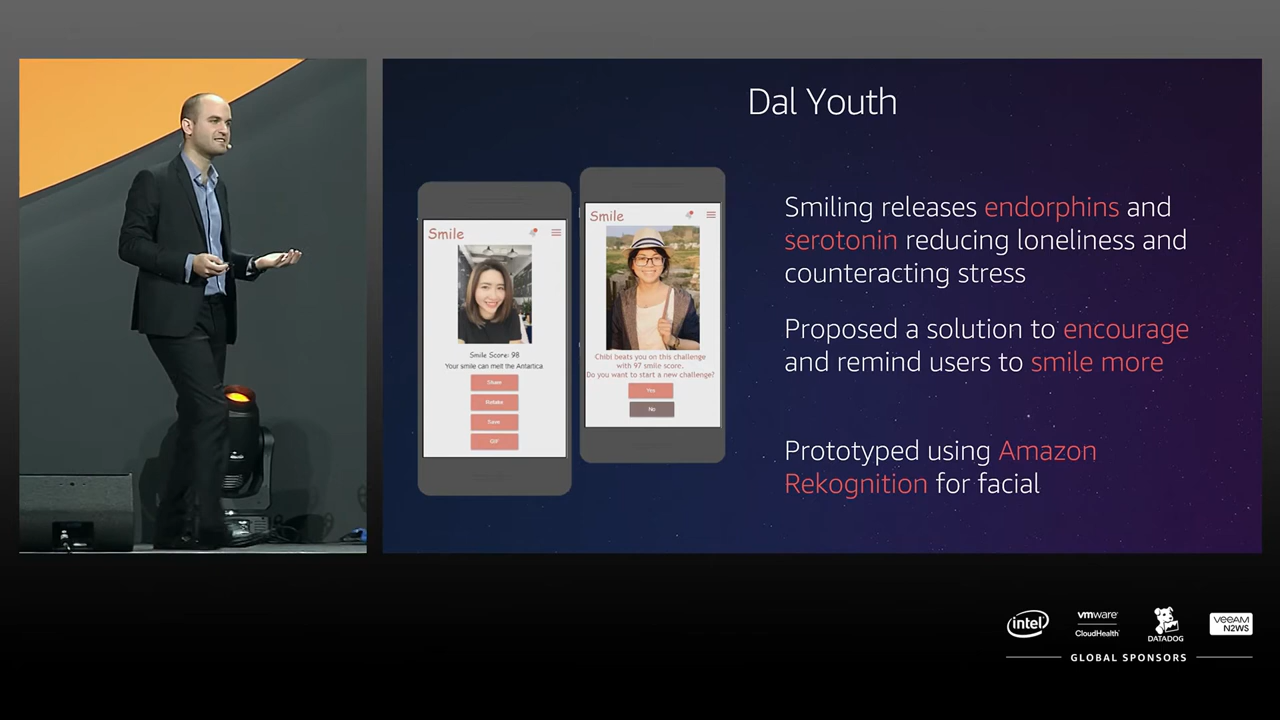 Dal Youth
Smile
Smile Score: 98
Your smile can melt the Antartica
Share
Retake
Save
GIF
Smile
Chibi beats you on this challenge
with 97 smile score.
Do you want to start a new challenge?
Yes
No
Smiling releases endorphins and
serotonin reducing loneliness and
counteracting stress
Proposed a solution to encourage
and remind users to smile more
Prototyped using Amazon
Rekognition for facial
intel
vmware
CloudHealth
DATADOG
veeam
N2WS
GLOBAL SPONSORS